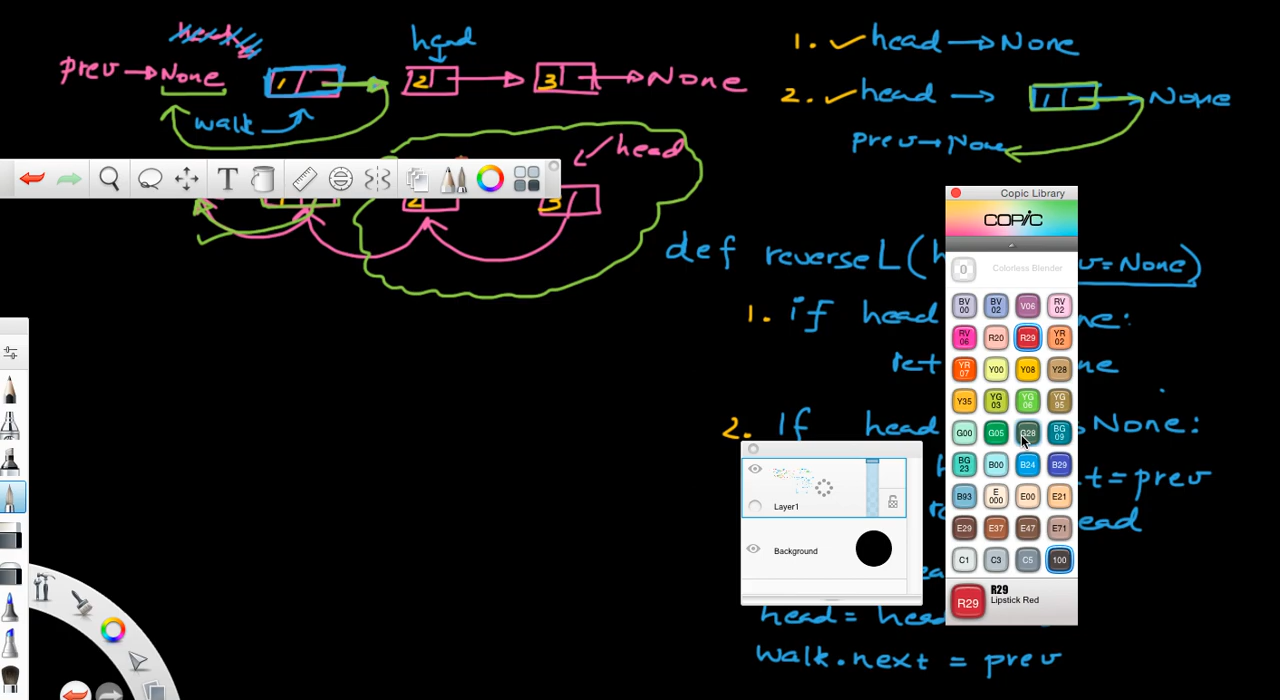 head
head
prev → None
1
2
3
→ None
walk
head
2
3
1. ✓ head → None
2. ✓ head → 1 → None
prev → None
def reverseL(h
v=None)
1. if head
ne:
ret
ne
2. If head
None:
t = prev
ead
head = head
walk.next = prev
T
Copic Library
COPIC
0 Colorless Blender
BV 00 BV 02 V06 RV 02
RV 06 R20 R29 YR 02
YR 07 Y00 Y08 Y28
Y35 YG 03 YG 06 YG 95
G00 G05 G28 BG 09
BG 23 B00 B24 B29
B93 E 000 E00 E21
E29 E37 E47 E71
C1 C3 C5 100
R29 R29
Lipstick Red
Layer1
Background